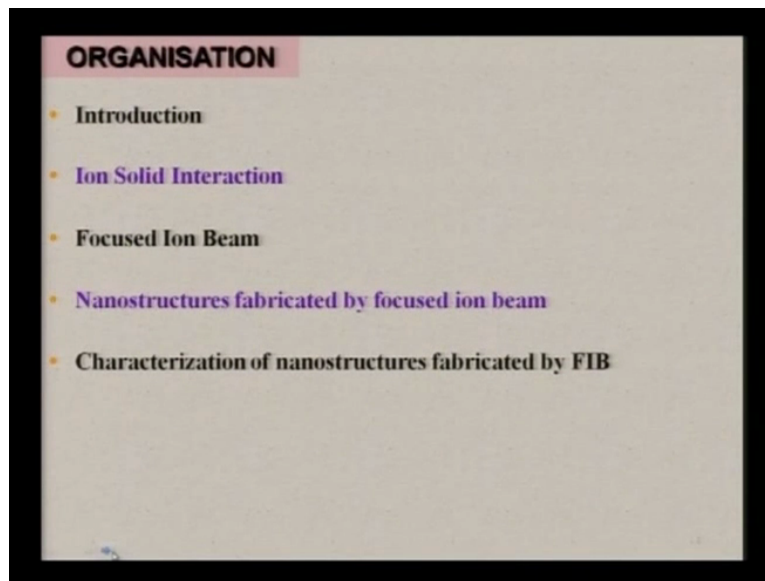 ORGANISATION
Introduction
Ion Solid Interaction
Focused Ion Beam
Nanostructures fabricated by focused ion beam
Characterization of nanostructures fabricated by FIB